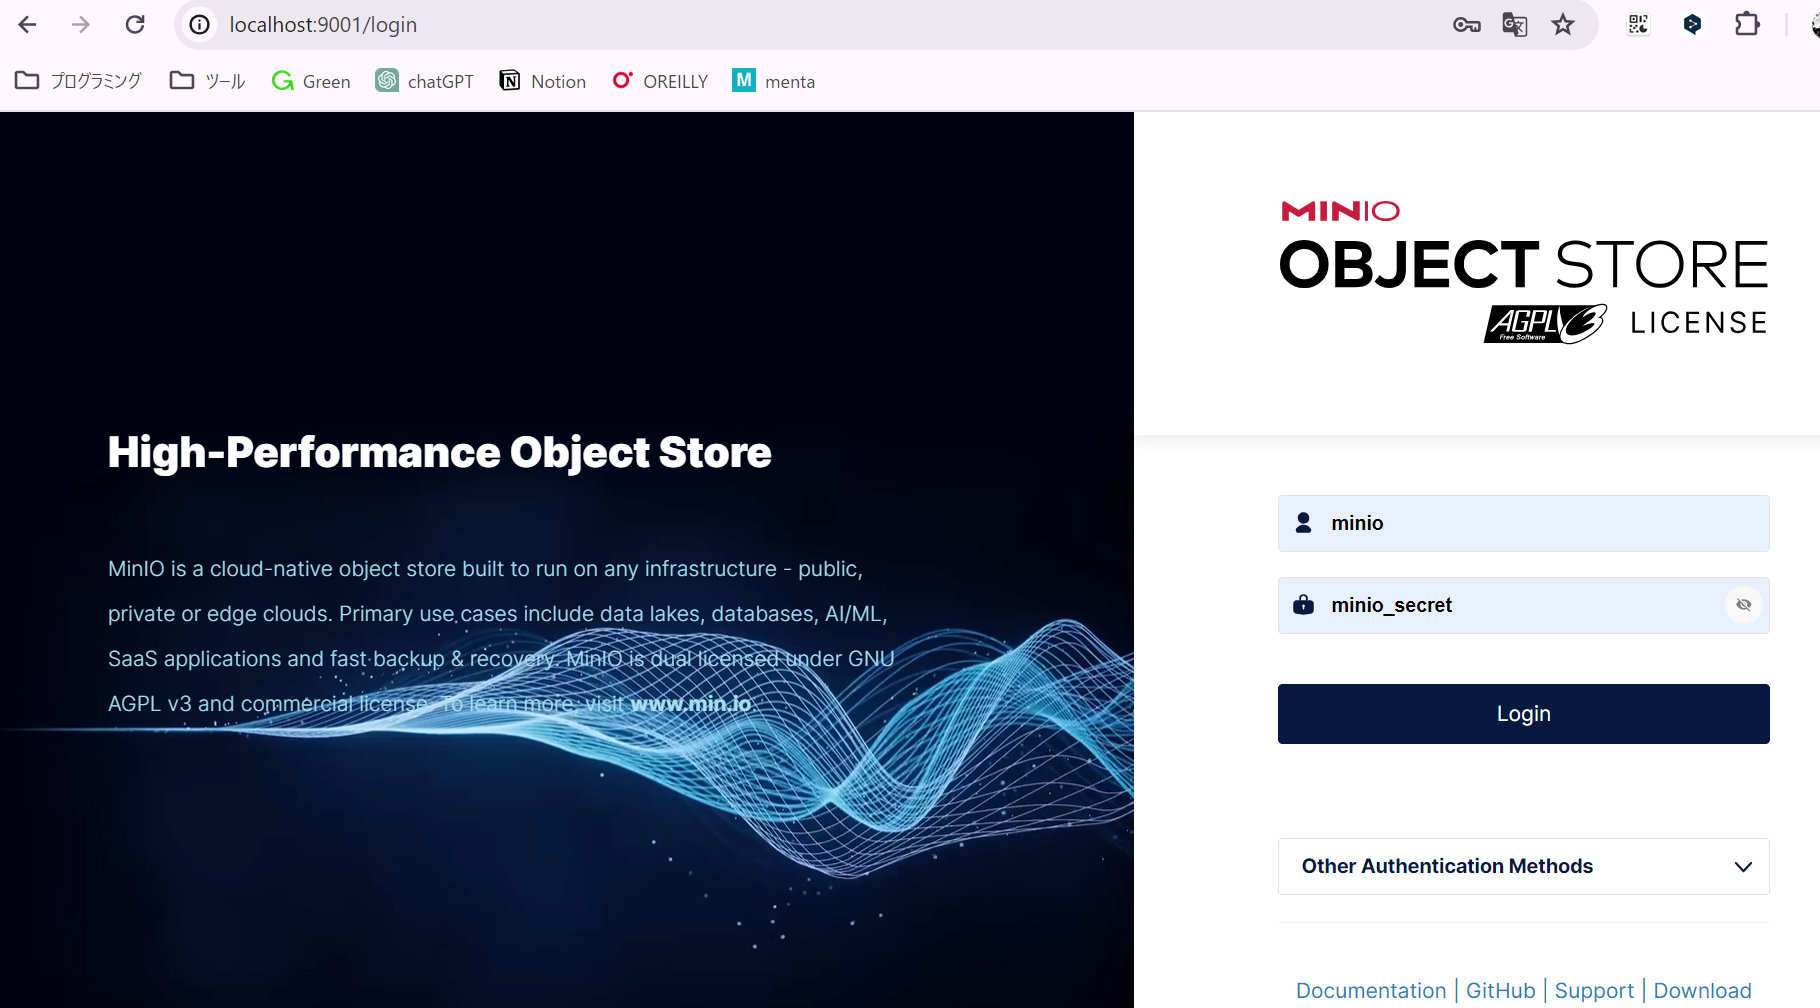 localhost:9001/login
プログラミング ツール Green chatGPT Notion OREILLY M menta
High-Performance Object Store
MinIO is a cloud-native object store built to run on any infrastructure - public,
private or edge clouds. Primary use cases include data lakes, databases, AI/ML,
SaaS applications and fast backup & recovery. MinIO is dual licensed under GNU
AGPL v3 and commercial license. To learn more, visit www.min.io.
MINIO
OBJECT STORE
AGPLv3 LICENSE
Free Software
minio
minio_secret
Login
Other Authentication Methods
Documentation | GitHub | Support | Download